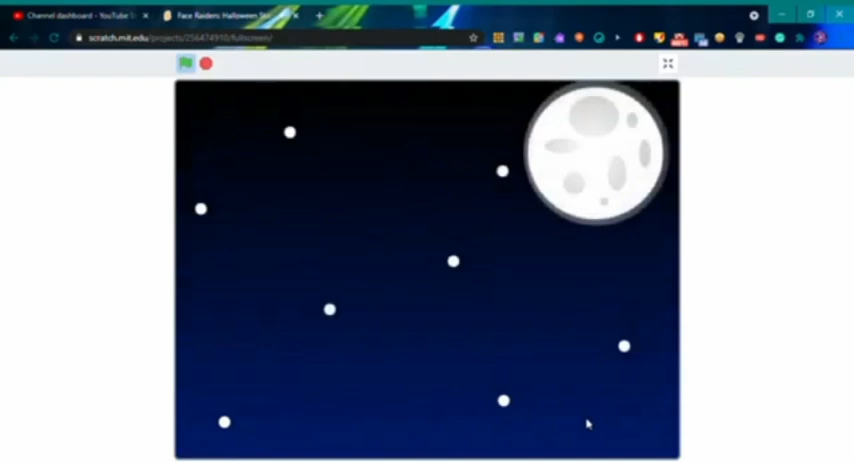 Channel dashboard - YouTube
Face Raiders: Halloween
scratch.mit.edu/projects/256474910/fullscreen/